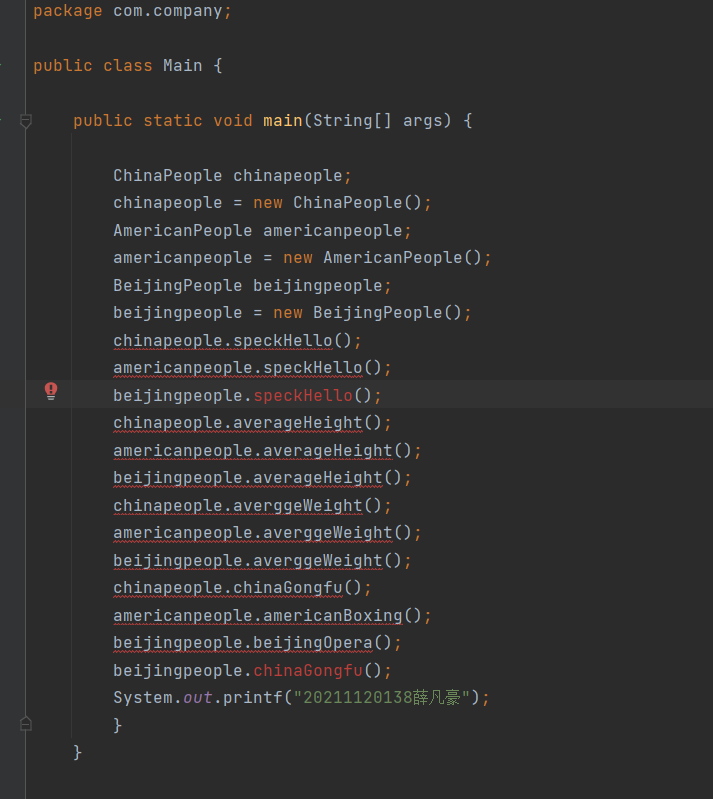 package com.company;
public class Main {
public static void main(String[] args) {
ChinaPeople chinapeople;
chinapeople = new ChinaPeople();
AmericanPeople americanpeople;
americanpeople = new AmericanPeople();
BeijingPeople beijingpeople;
beijingpeople = new BeijingPeople();
chinapeople.speckHello();
americanpeople.speckHello();
beijingpeople.speckHello();
chinapeople.averageHeight();
americanpeople.averageHeight();
beijingpeople.averageHeight();
chinapeople.averggeWeight();
americanpeople.averggeWeight();
beijingpeople.averggeWeight();
chinapeople.chinaGongfu();
americanpeople.americanBoxing();
beijingpeople.beijingOpera();
beijingpeople.chinaGongfu();
System.out.printf("20211120138薛凡豪");
}
}